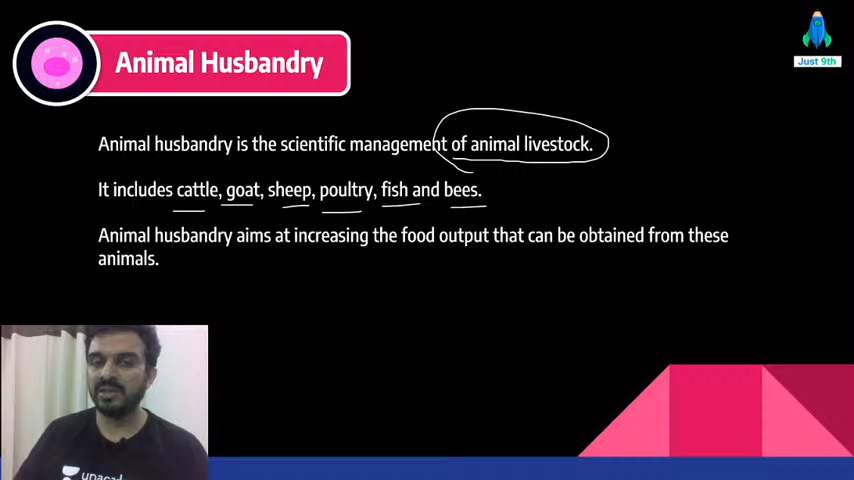 Animal Husbandry
Just 9th
Animal husbandry is the scientific management of animal livestock.
It includes cattle, goat, sheep, poultry, fish and bees.
Animal husbandry aims at increasing the food output that can be obtained from these
animals.
unacad